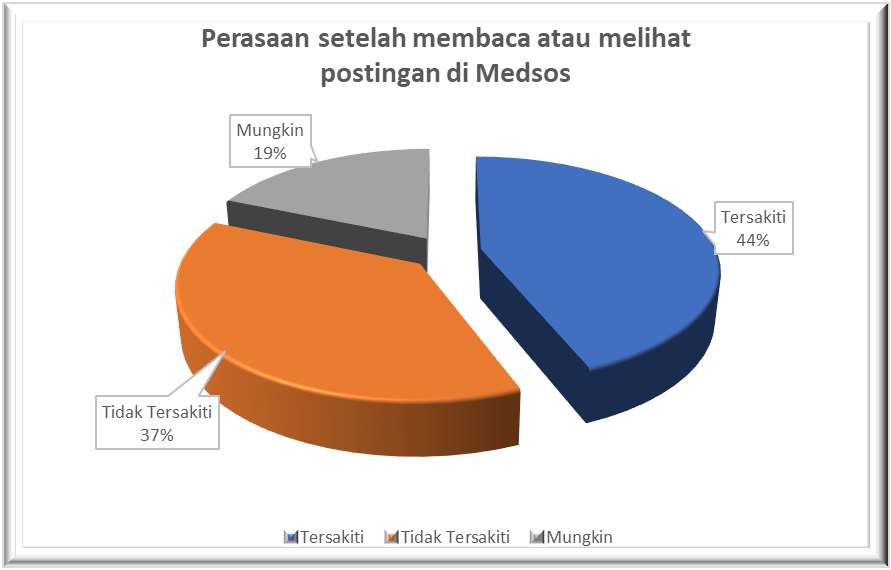 Perasaan setelah membaca atau melihat
postingan di Medsos
Mungkin
19%
Tersakiti
44%
Tidak Tersakiti
37%
Tersakiti Tidak Tersakiti Mungkin